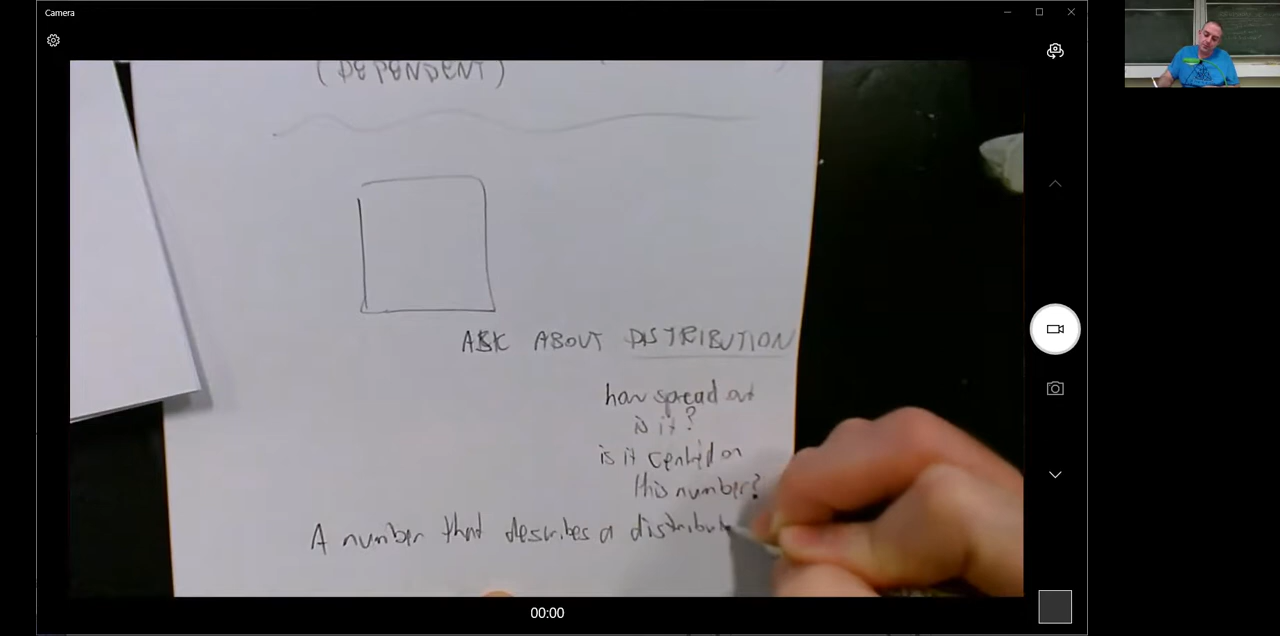 Camera
(DEPENDENT)
ASK ABOUT DISTRIBUTION
how spread out
is it?
is it centered on
this number?
A number that describes a distribut
00:00